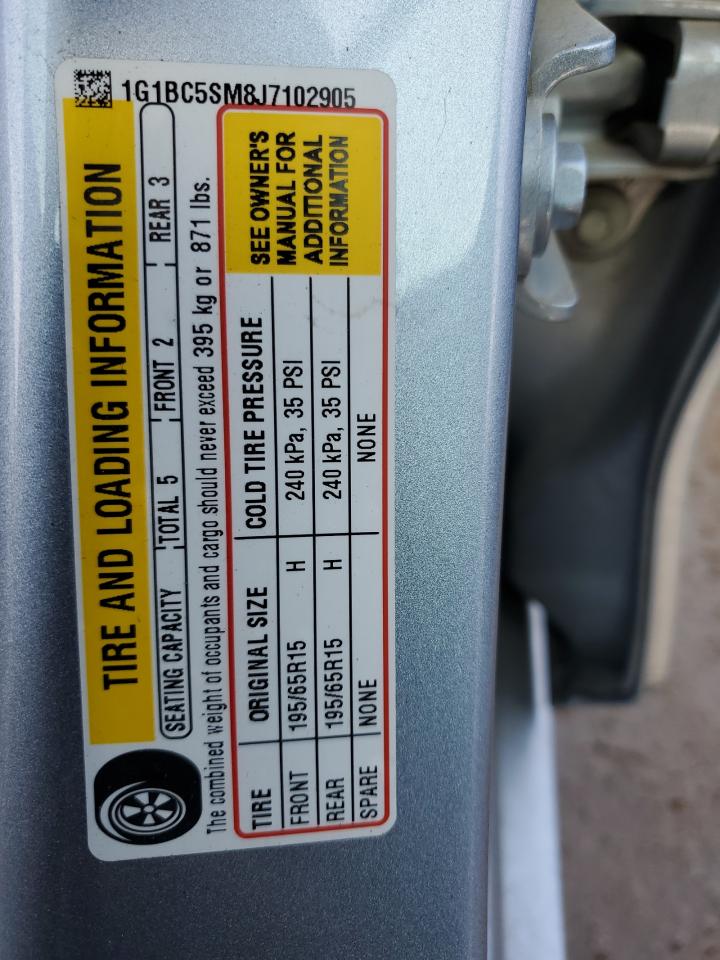 1G1BC5SM8J7102905
TIRE AND LOADING INFORMATION
SEATING CAPACITY TOTAL 5 FRONT 2 REAR 3
The combined weight of occupants and cargo should never exceed 395 kg or 871 lbs.
TIRE ORIGINAL SIZE COLD TIRE PRESSURE
FRONT 195/65R15 H 240 kPa, 35 PSI
REAR 195/65R15 H 240 kPa, 35 PSI
SPARE NONE NONE
SEE OWNER'S
MANUAL FOR
ADDITIONAL
INFORMATION